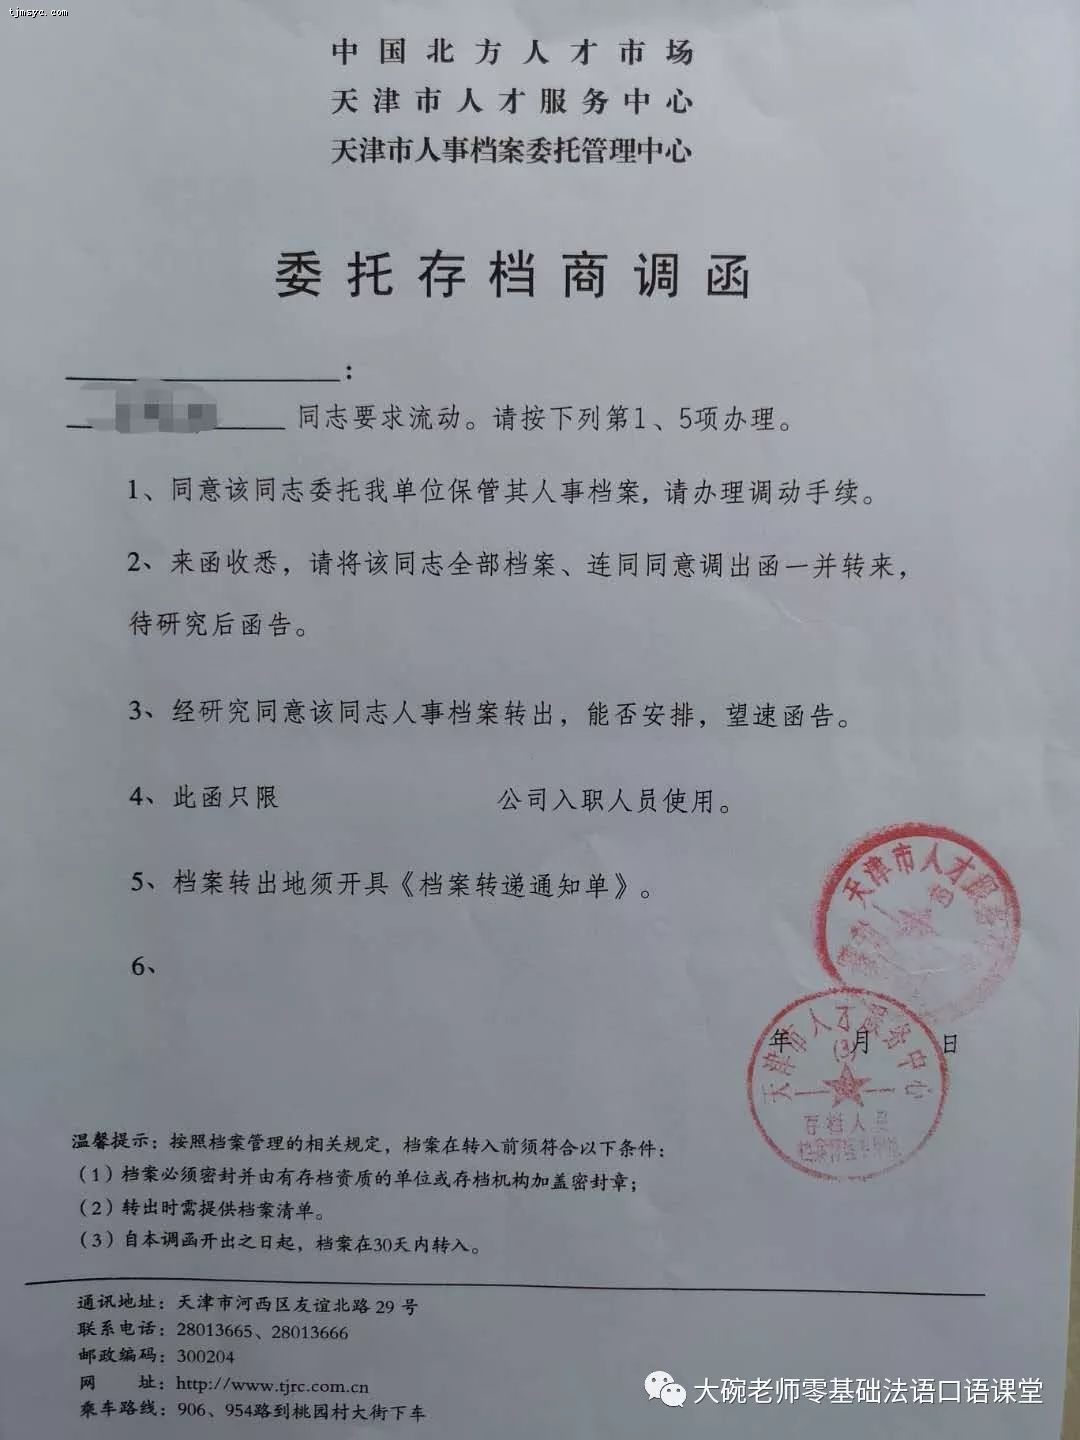 tjmsyc.com
中国北方人才市场
天津市人才服务中心
天津市人事档案委托管理中心
委托存档商调函
：
同志要求流动。请按下列第1、5项办理。
1、同意该同志委托我单位保管其人事档案，请办理调动手续。
2、来函收悉，请将该同志全部档案、连同同意调出函一并转来，
待研究后函告。
3、经研究同意该同志人事档案转出，能否安排，望速函告。
4、此函只限 公司入职人员使用。
5、档案转出地须开具《档案转递通知单》。
6、
天津市人才服务
年 月 日
天津市人才服务中心
(3)
存档人员
温馨提示：按照档案管理的相关规定，档案在转入前须符合以下条件：
（1）档案必须密封并由有存档资质的单位或存档机构加盖密封章；
（2）转出时需提供档案清单。
（3）自本调函开出之日起，档案在30天内转入。
通讯地址：天津市河西区友谊北路 29 号
联系电话：28013665、28013666
邮政编码：300204
网 址：http://www.tjrc.com.cn
乘车路线：906、954路到桃园村大街下车
大碗老师零基础法语口语课堂